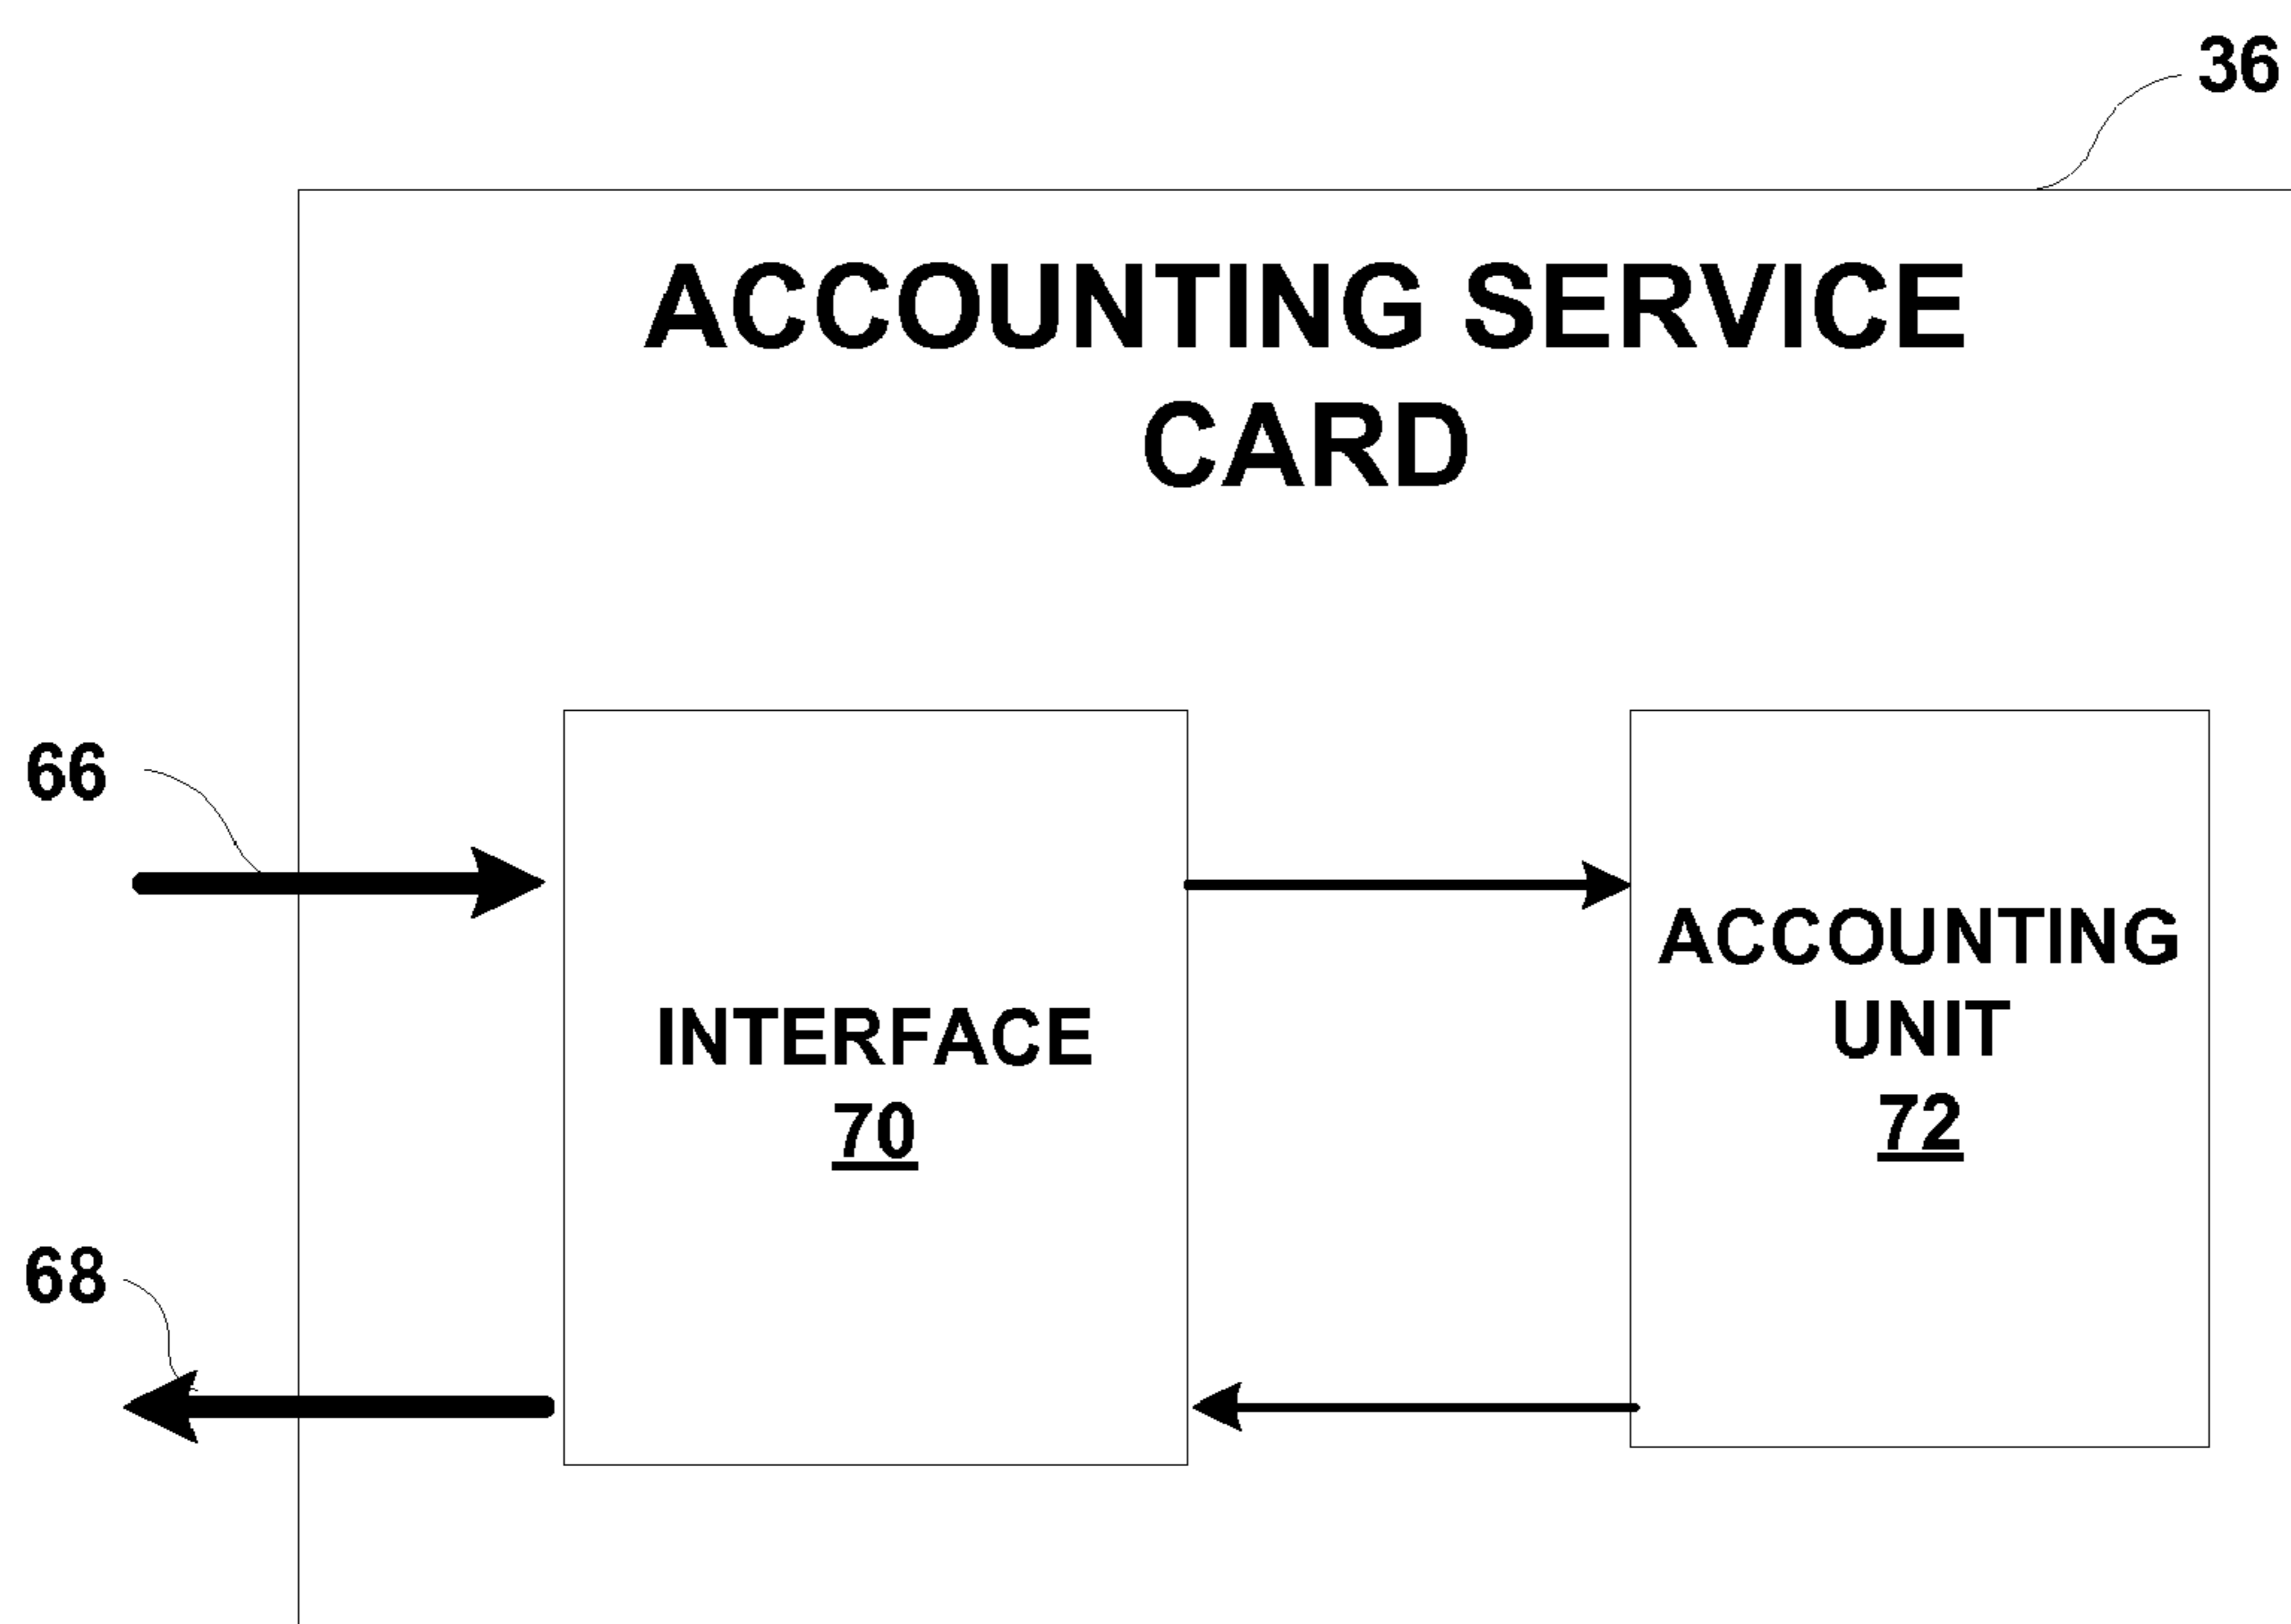 36
ACCOUNTING SERVICE
CARD
66
ACCOUNTING
UNIT
72
INTERFACE
70
68